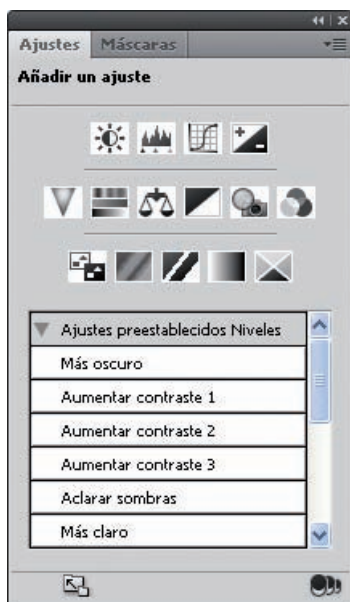 Ajustes Máscaras
Añadir un ajuste
Ajustes preestablecidos Niveles
Más oscuro
Aumentar contraste 1
Aumentar contraste 2
Aumentar contraste 3
Aclarar sombras
Más claro